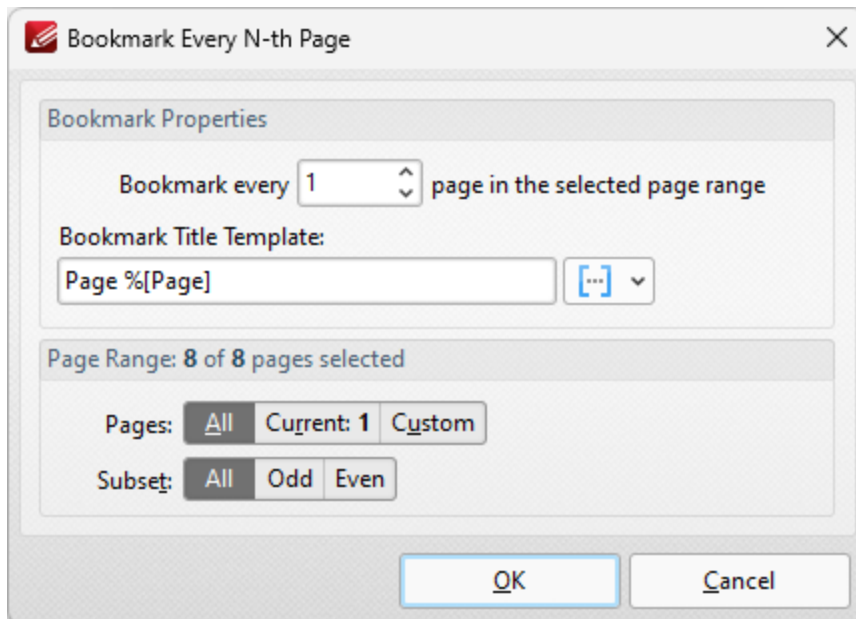 Bookmark Every N-th Page
Bookmark Properties
Bookmark every 1 page in the selected page range
Bookmark Title Template:
Page %[Page]
Page Range: 8 of 8 pages selected
Pages: All Current: 1 Custom
Subset: All Odd Even
OK Cancel